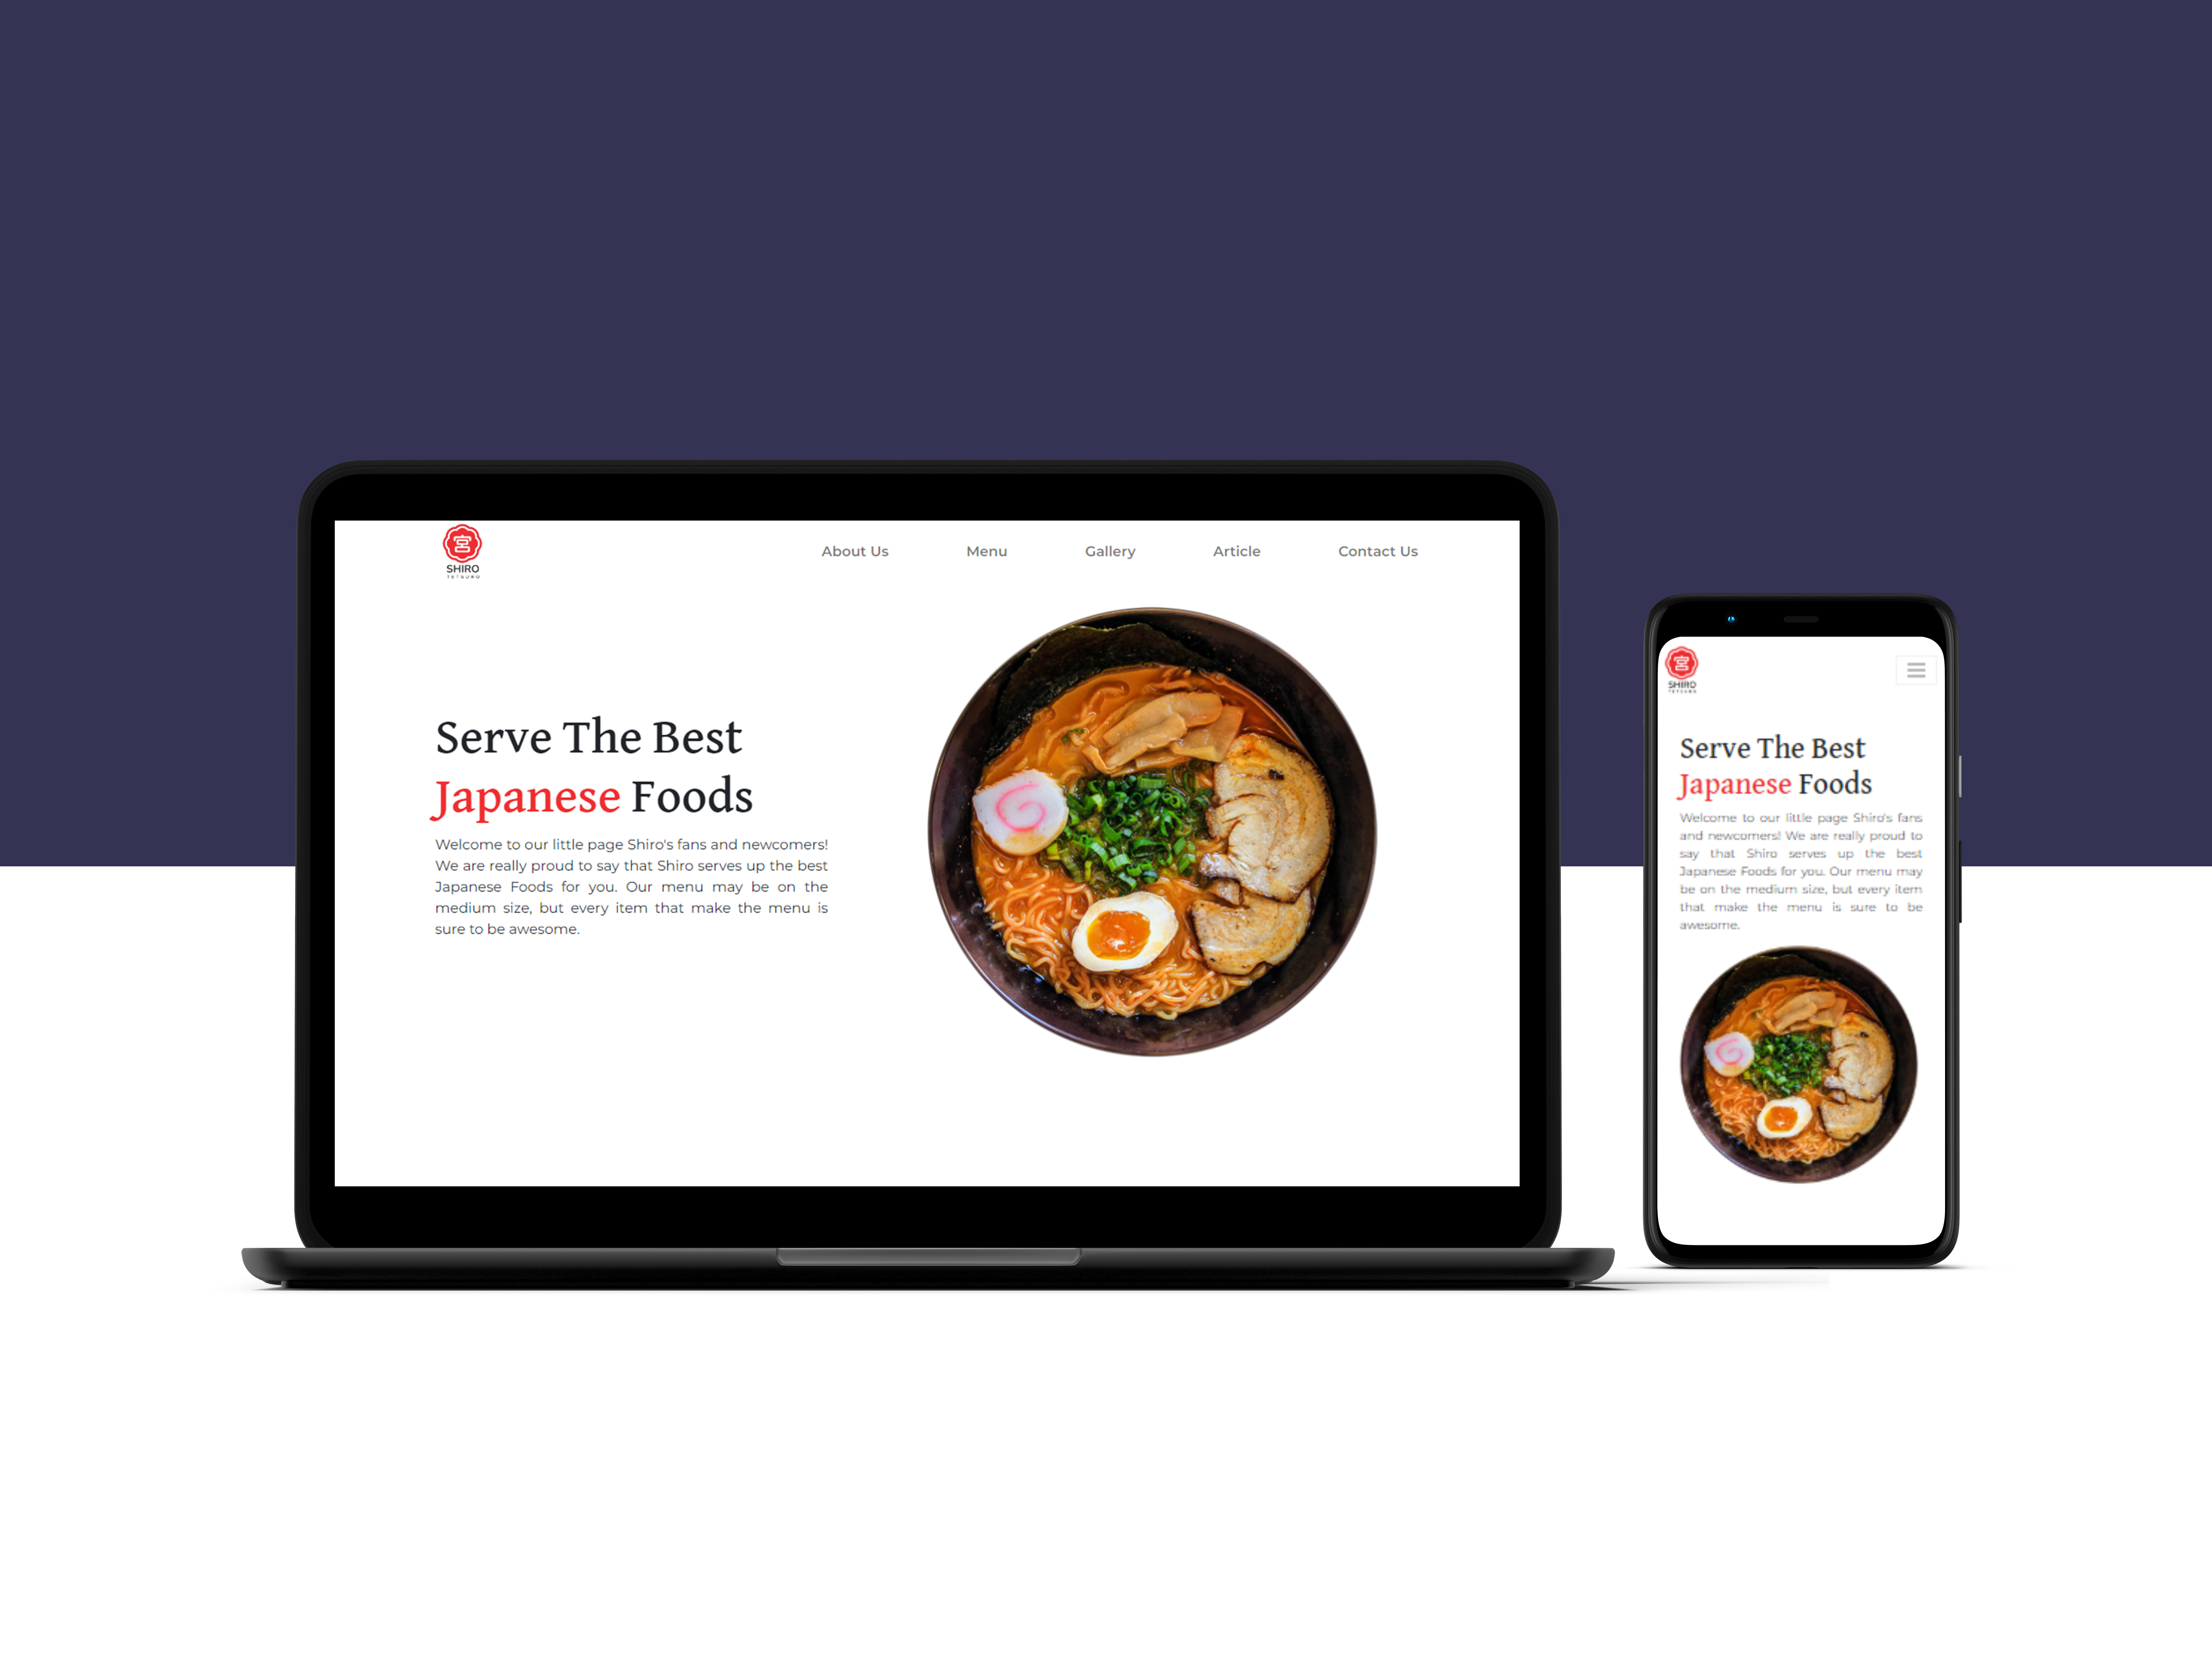 宮
SHIRO
TETSURO
About Us
Menu
Gallery
Article
Contact Us
Serve The Best
Japanese Foods
Welcome to our little page Shiro's fans and newcomers!
We are really proud to say that Shiro serves up the best
Japanese Foods for you. Our menu may be on the
medium size, but every item that make the menu is
sure to be awesome.
宮
SHIRO
TETSURO
Serve The Best
Japanese Foods
Welcome to our little page Shiro's fans
and newcomers! We are really proud to
say that Shiro serves up the best
Japanese Foods for you. Our menu may
be on the medium size, but every item
that make the menu is sure to be
awesome.